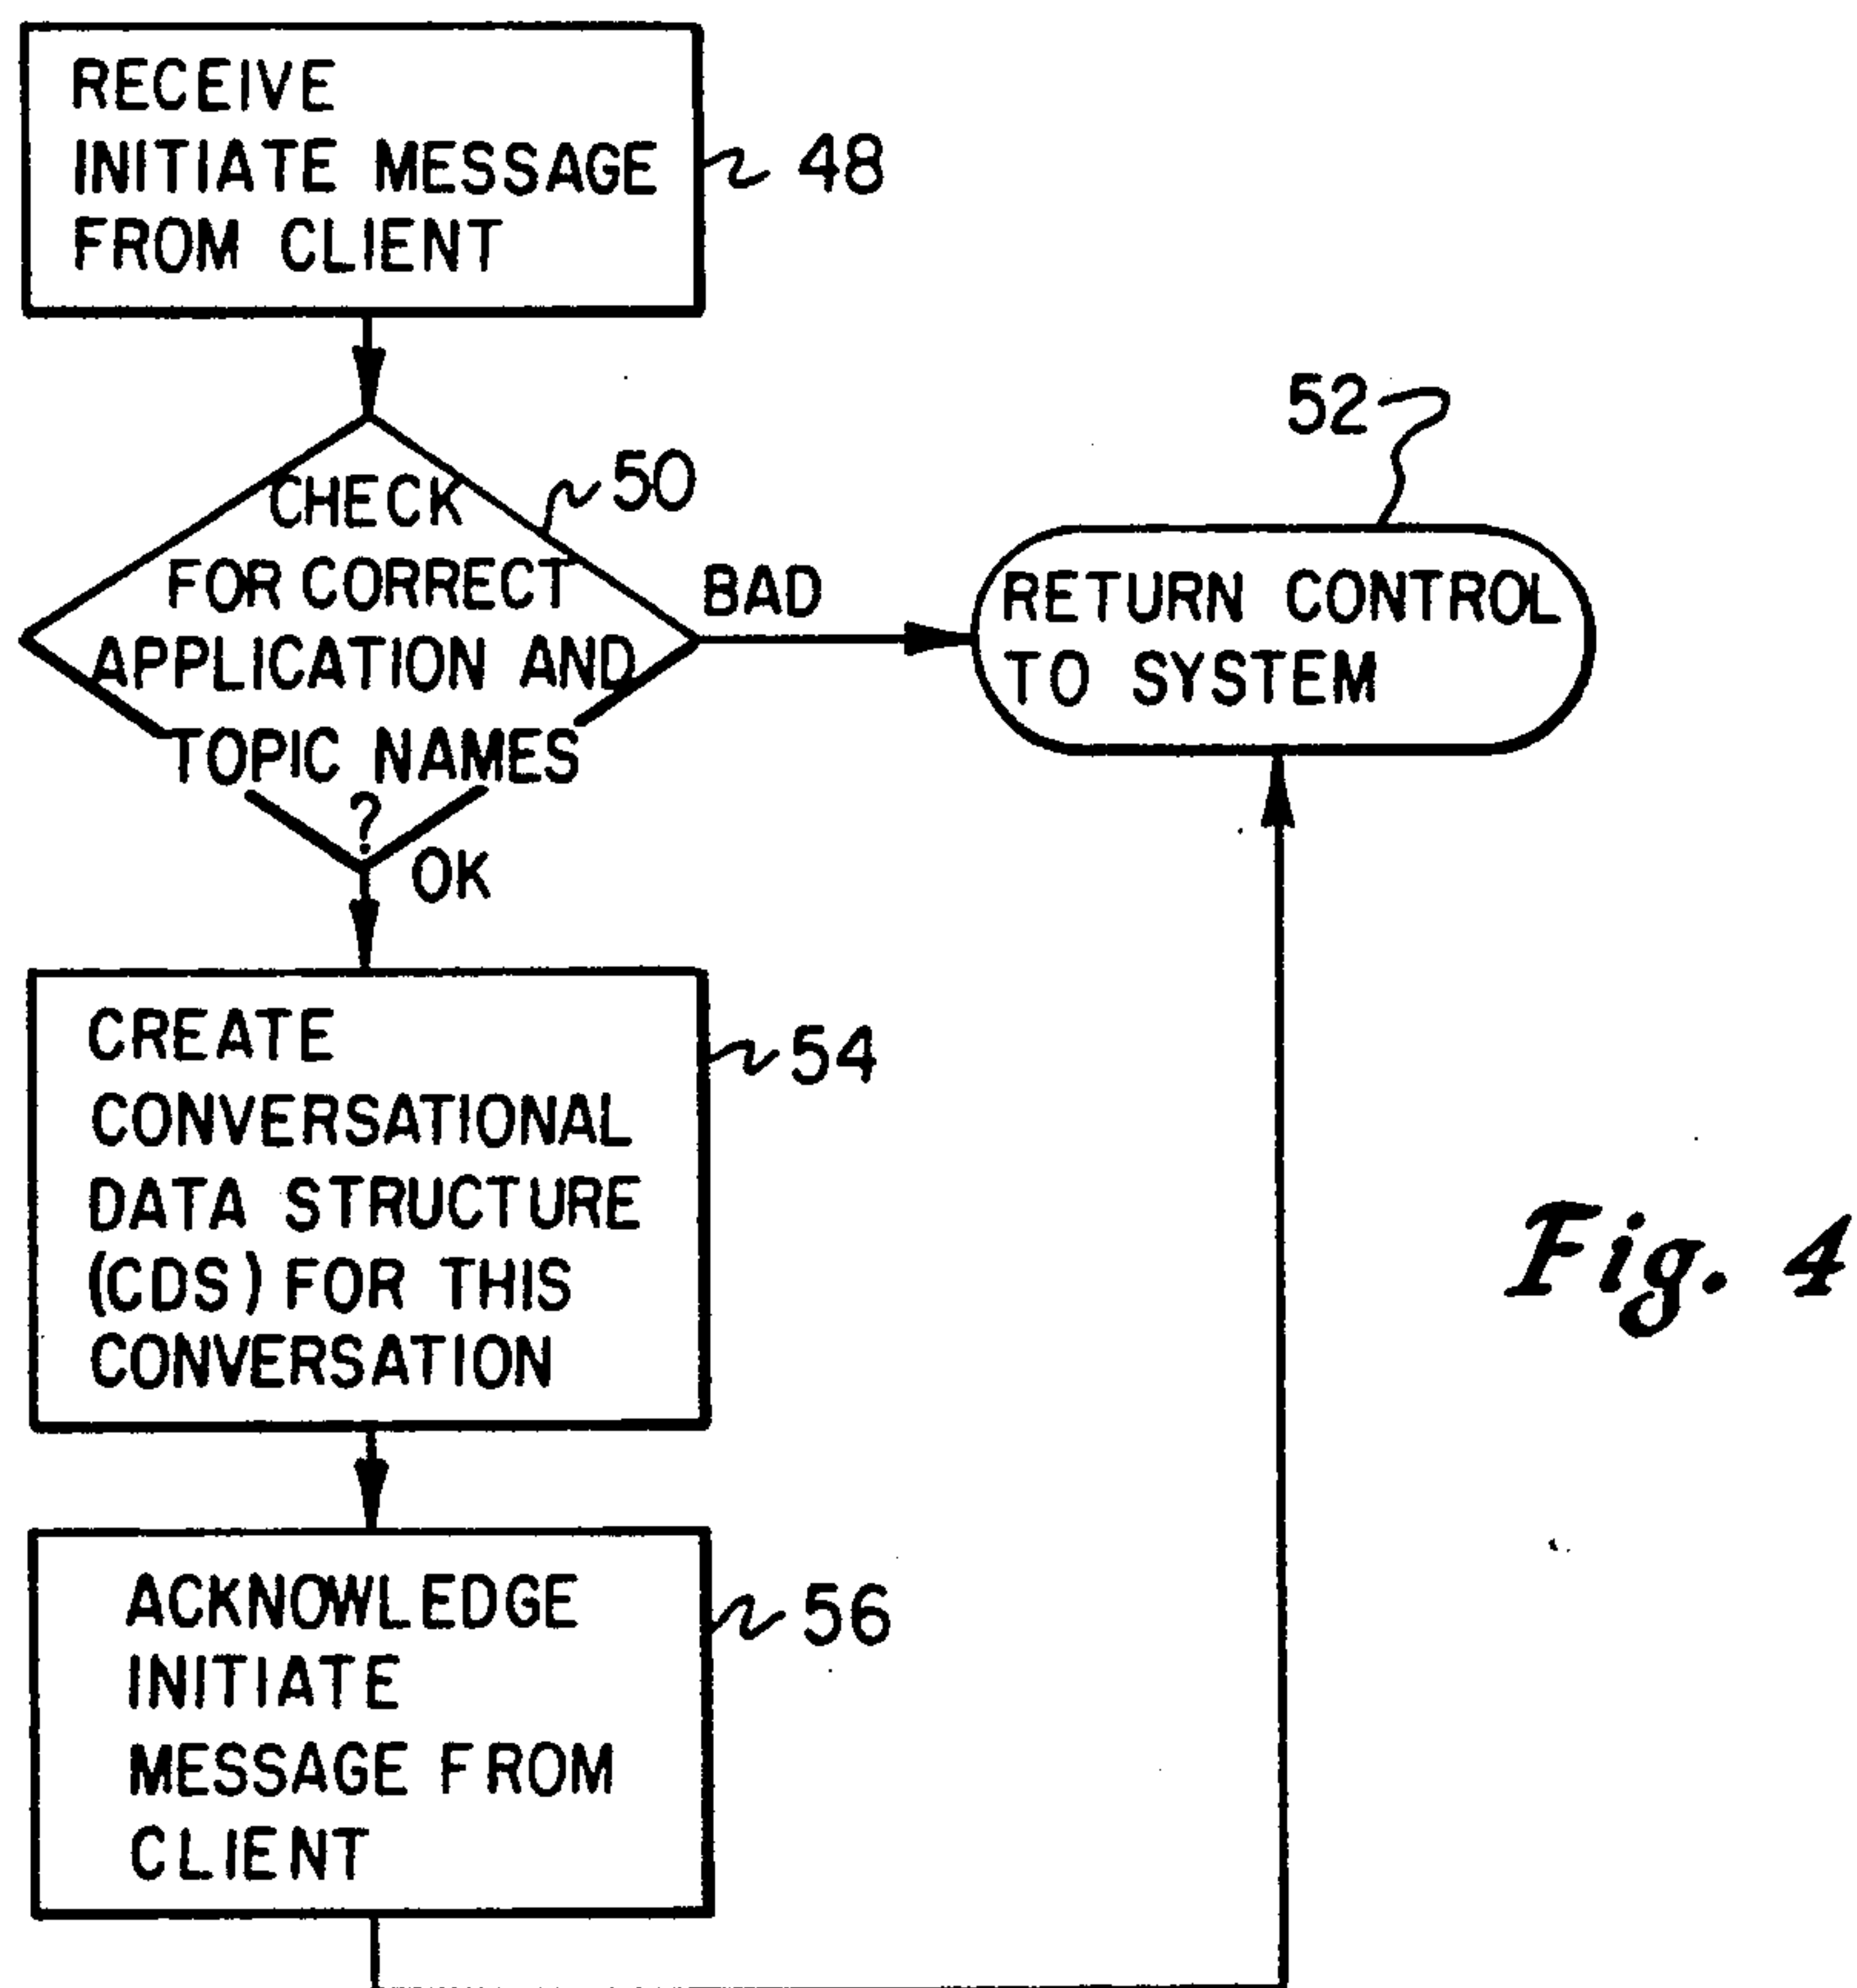 RECEIVE
INITIATE MESSAGE
FROM CLIENT
48
CHECK
FOR CORRECT
APPLICATION AND
TOPIC NAMES
?
50
BAD
52
RETURN CONTROL
TO SYSTEM
OK
CREATE
CONVERSATIONAL
DATA STRUCTURE
(CDS) FOR THIS
CONVERSATION
54
ACKNOWLEDGE
INITIATE
MESSAGE FROM
CLIENT
56
Fig. 4